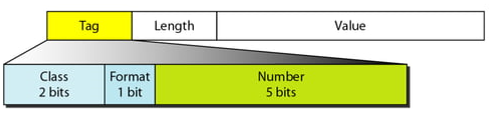 Tag Length Value
Class Format Number
2 bits 1 bit 5 bits